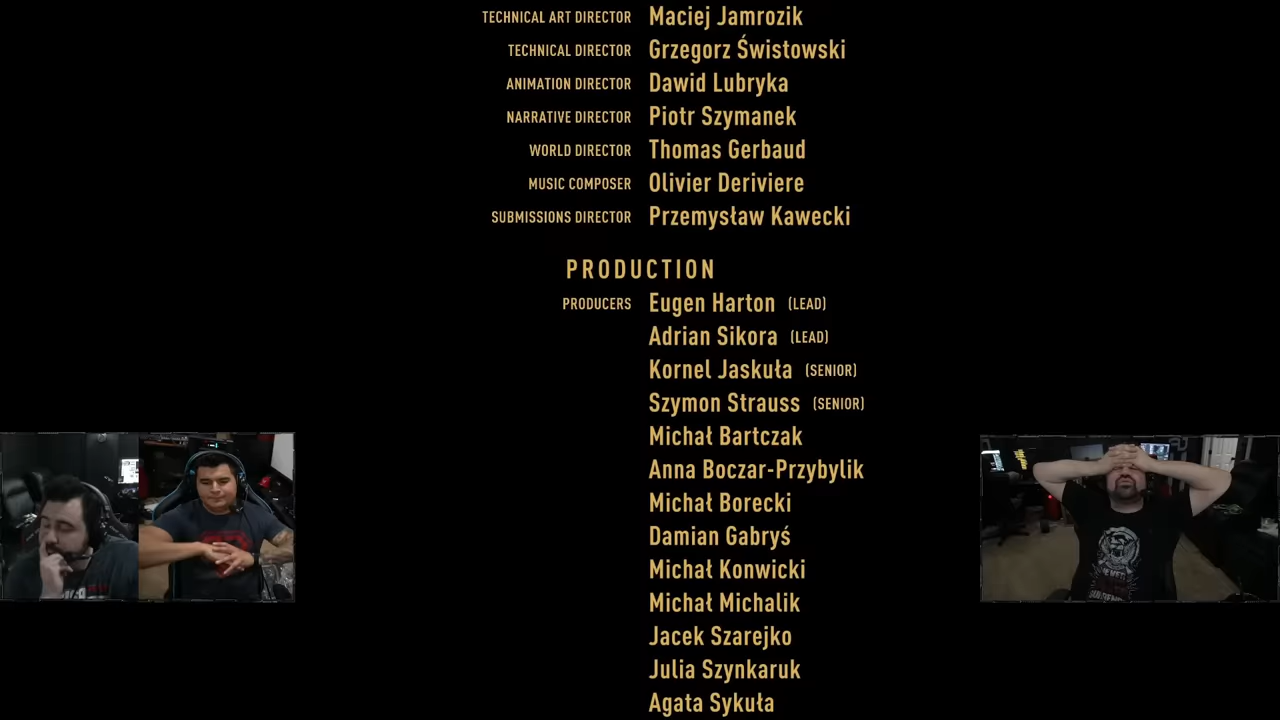 TECHNICAL ART DIRECTOR Maciej Jamrozik
TECHNICAL DIRECTOR Grzegorz Świstowski
ANIMATION DIRECTOR Dawid Lubryka
NARRATIVE DIRECTOR Piotr Szymanek
WORLD DIRECTOR Thomas Gerbaud
MUSIC COMPOSER Olivier Deriviere
SUBMISSIONS DIRECTOR Przemysław Kawecki
PRODUCTION
PRODUCERS Eugen Harton (LEAD)
Adrian Sikora (LEAD)
Kornel Jaskuła (SENIOR)
Szymon Strauss (SENIOR)
Michał Bartczak
Anna Boczar-Przybylik
Michał Borecki
Damian Gabryś
Michał Konwicki
Michał Michalik
Jacek Szarejko
Julia Szynkaruk
Agata Sykuła